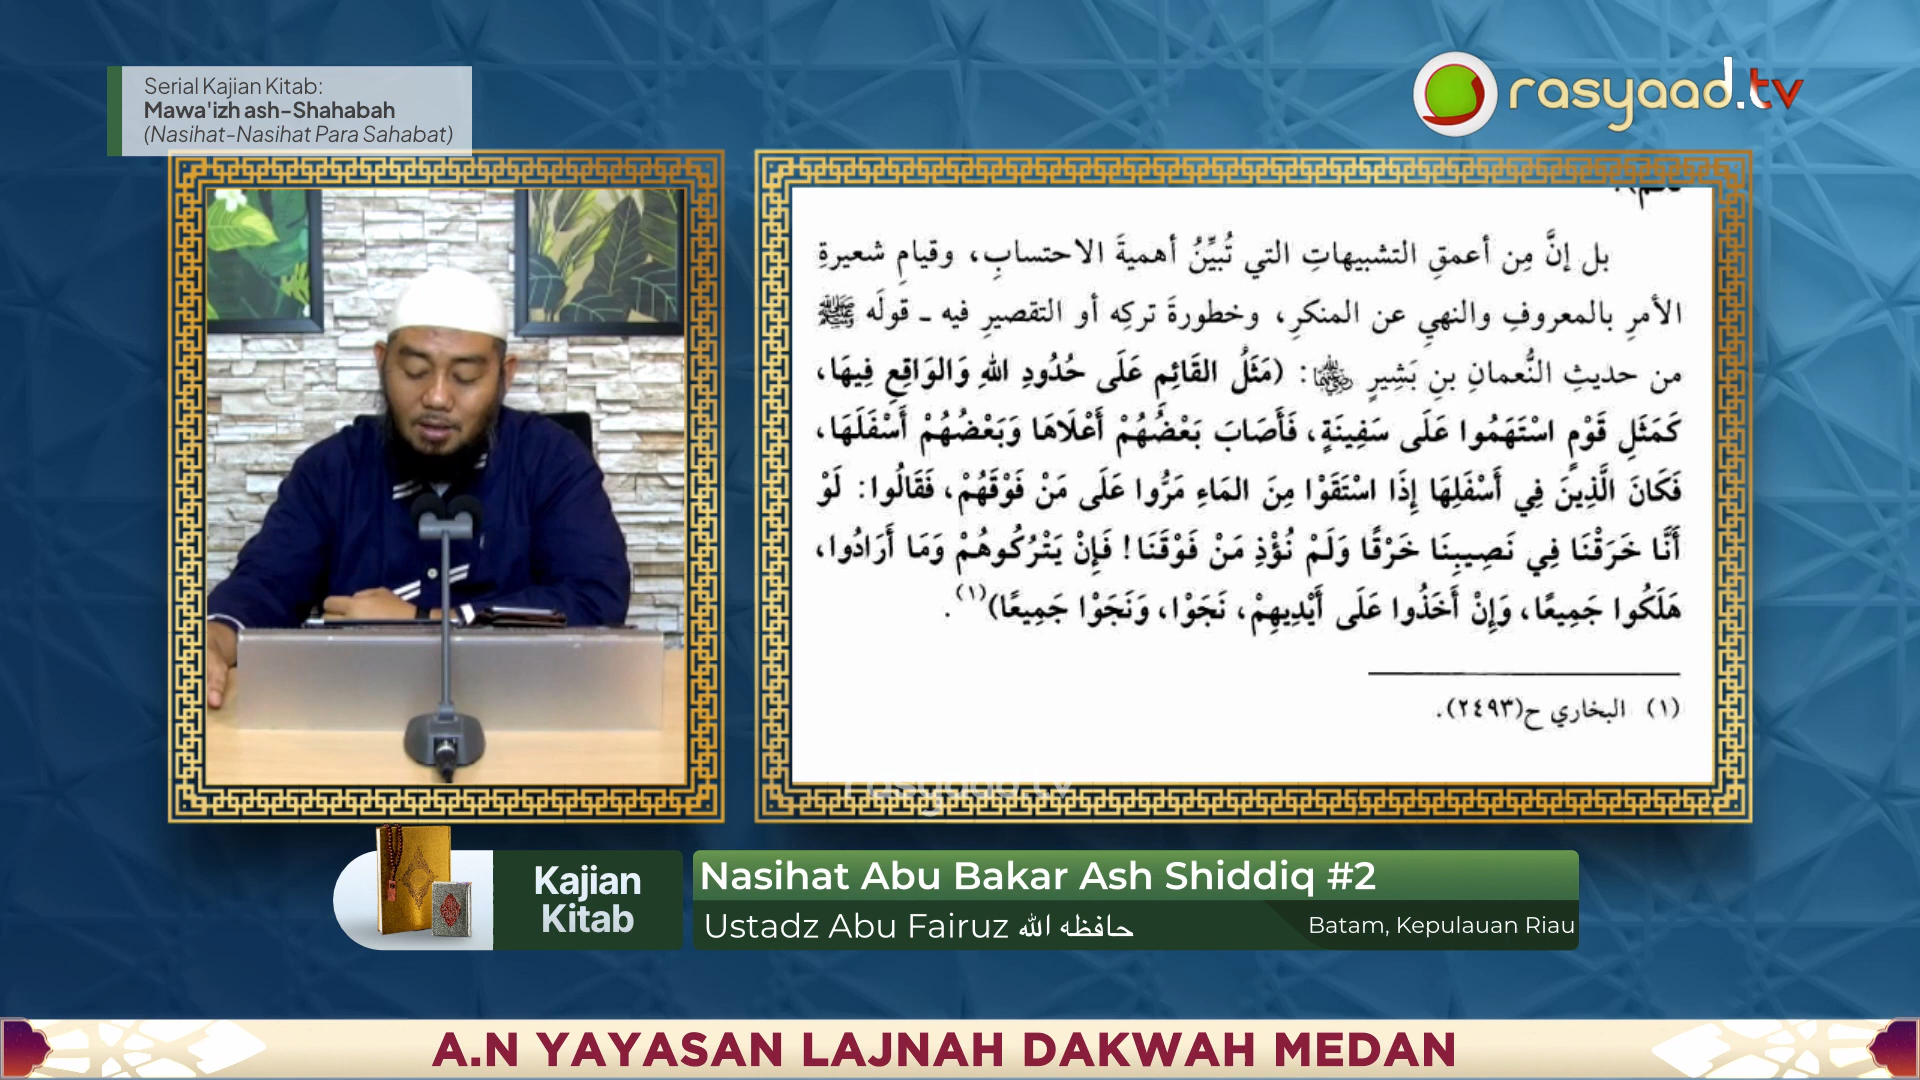 Serial Kajian Kitab:
Mawa'izh ash-Shahabah
(Nasihat-Nasihat Para Sahabat)
rasyaad.tv
بل إنَّ مِن أعمقِ التشبيهاتِ التي تُبيِّنُ أهميةَ الاحتسابِ، وقيامِ شعيرةِ
الأمرِ بالمعروفِ والنهيِ عن المنكرِ، وخطورةَ تركِه أو التقصيرِ فيه ـ قولَه ﷺ
من حديثِ النُّعمانِ بنِ بَشِيرٍ رضي الله عنهما: (مَثَلُ القَائِمِ عَلَى حُدُودِ اللهِ وَالوَاقِعِ فِيهَا،
كَمَثَلِ قَوْمٍ اسْتَهَمُوا عَلَى سَفِينَةٍ، فَأَصَابَ بَعْضُهُمْ أَعْلَاهَا وَبَعْضُهُمْ أَسْفَلَهَا،
فَكَانَ الَّذِينَ فِي أَسْفَلِهَا إِذَا اسْتَقَوْا مِنَ المَاءِ مَرُّوا عَلَى مَنْ فَوْقَهُمْ، فَقَالُوا: لَوْ
أَنَّا خَرَقْنَا فِي نَصِيبِنَا خَرْقًا وَلَمْ نُؤْذِ مَنْ فَوْقَنَا! فَإِنْ يَتْرُكُوهُمْ وَمَا أَرَادُوا،
هَلَكُوا جَمِيعًا، وَإِنْ أَخَذُوا عَلَى أَيْدِيهِمْ، نَجَوْا، وَنَجَوْا جَمِيعًا)(١).
(١) البخاري ح(٢٤٩٣).
rasyaad.tv
Kajian
Kitab
Nasihat Abu Bakar Ash Shiddiq #2
Ustadz Abu Fairuz حافظه الله
Batam, Kepulauan Riau
A.N YAYASAN LAJNAH DAKWAH MEDAN